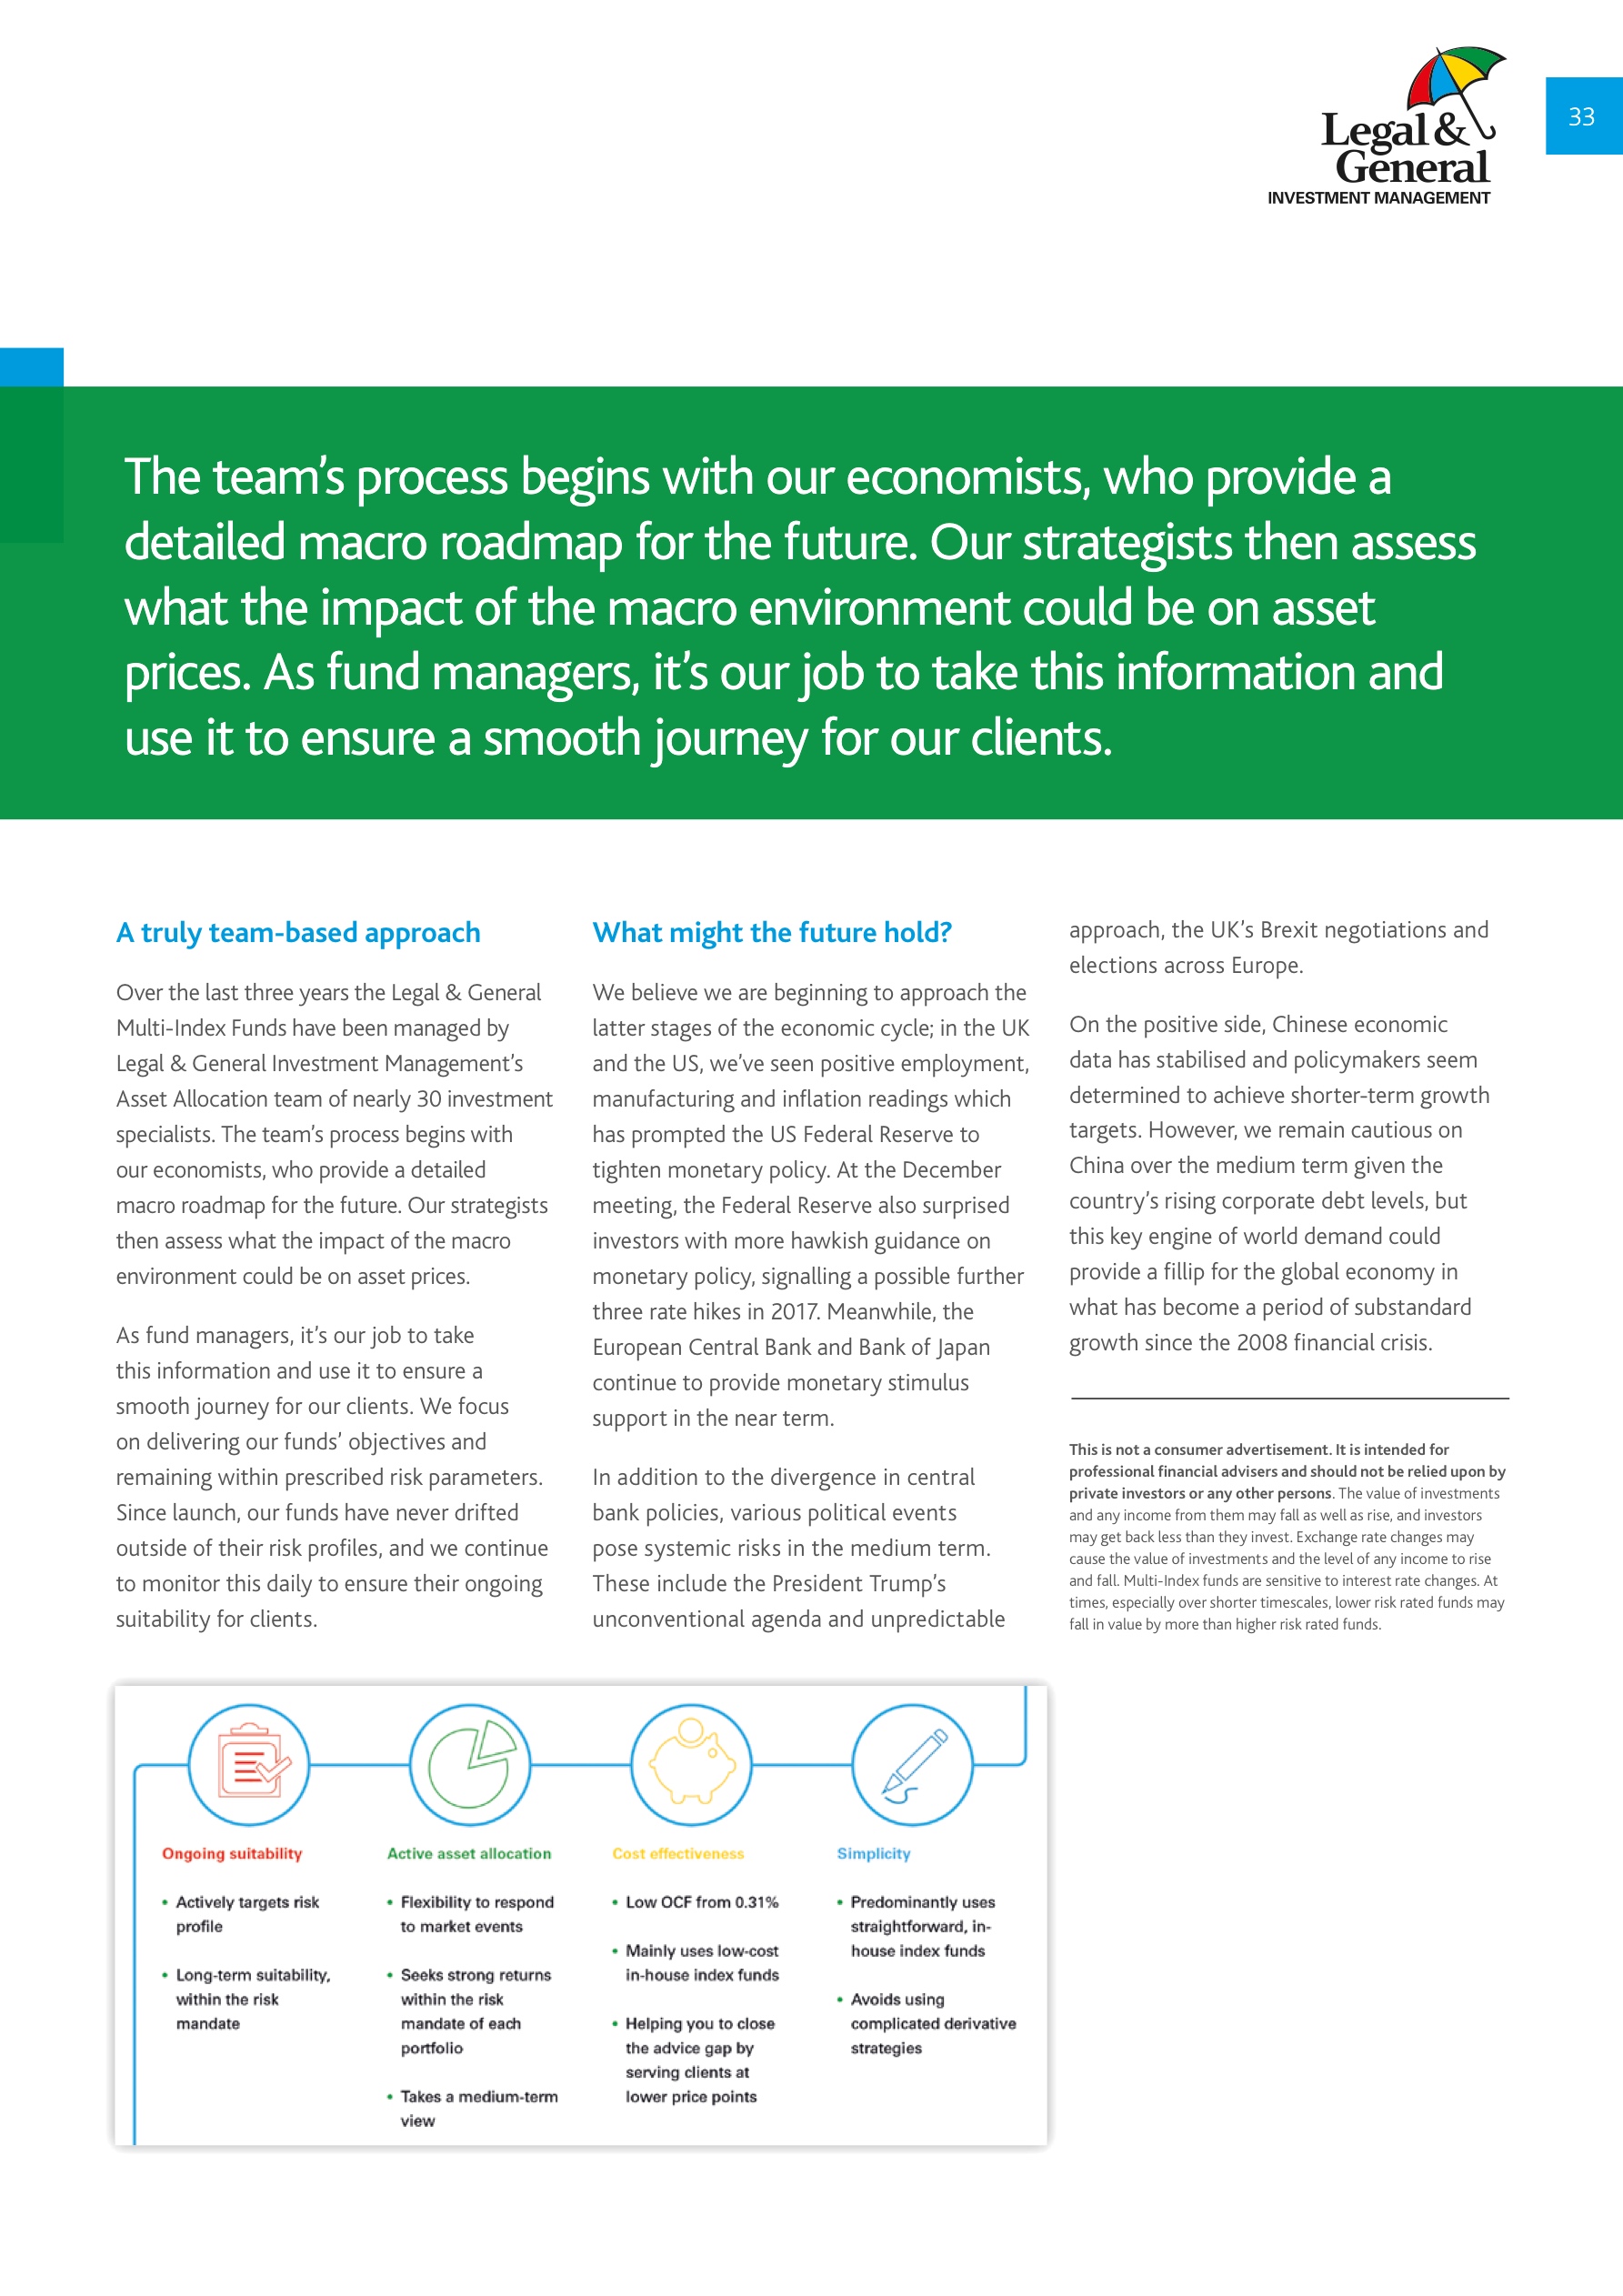 Legal &
General
INVESTMENT MANAGEMENT
33
The team’s process begins with our economists, who provide a
detailed macro roadmap for the future. Our strategists then assess
what the impact of the macro environment could be on asset
prices. As fund managers, it’s our job to take this information and
use it to ensure a smooth journey for our clients.
A truly team-based approach
Over the last three years the Legal & General
Multi-Index Funds have been managed by
Legal & General Investment Management’s
Asset Allocation team of nearly 30 investment
specialists. The team’s process begins with
our economists, who provide a detailed
macro roadmap for the future. Our strategists
then assess what the impact of the macro
environment could be on asset prices.
As fund managers, it’s our job to take
this information and use it to ensure a
smooth journey for our clients. We focus
on delivering our funds’ objectives and
remaining within prescribed risk parameters.
Since launch, our funds have never drifted
outside of their risk profiles, and we continue
to monitor this daily to ensure their ongoing
suitability for clients.
What might the future hold?
We believe we are beginning to approach the
latter stages of the economic cycle; in the UK
and the US, we’ve seen positive employment,
manufacturing and inflation readings which
has prompted the US Federal Reserve to
tighten monetary policy. At the December
meeting, the Federal Reserve also surprised
investors with more hawkish guidance on
monetary policy, signalling a possible further
three rate hikes in 2017. Meanwhile, the
European Central Bank and Bank of Japan
continue to provide monetary stimulus
support in the near term.
In addition to the divergence in central
bank policies, various political events
pose systemic risks in the medium term.
These include the President Trump’s
unconventional agenda and unpredictable
approach, the UK’s Brexit negotiations and
elections across Europe.
On the positive side, Chinese economic
data has stabilised and policymakers seem
determined to achieve shorter-term growth
targets. However, we remain cautious on
China over the medium term given the
country’s rising corporate debt levels, but
this key engine of world demand could
provide a fillip for the global economy in
what has become a period of substandard
growth since the 2008 financial crisis.
This is not a consumer advertisement. It is intended for
professional financial advisers and should not be relied upon by
private investors or any other persons. The value of investments
and any income from them may fall as well as rise, and investors
may get back less than they invest. Exchange rate changes may
cause the value of investments and the level of any income to rise
and fall. Multi-Index funds are sensitive to interest rate changes. At
times, especially over shorter timescales, lower risk rated funds may
fall in value by more than higher risk rated funds.
Ongoing suitability
• Actively targets risk
profile
• Long-term suitability,
within the risk
mandate
Active asset allocation
• Flexibility to respond
to market events
• Seeks strong returns
within the risk
mandate of each
portfolio
• Takes a medium-term
view
Cost effectiveness
• Low OCF from 0.31%
• Mainly uses low-cost
in-house index funds
• Helping you to close
the advice gap by
serving clients at
lower price points
Simplicity
• Predominantly uses
straightforward, in-
house index funds
• Avoids using
complicated derivative
strategies